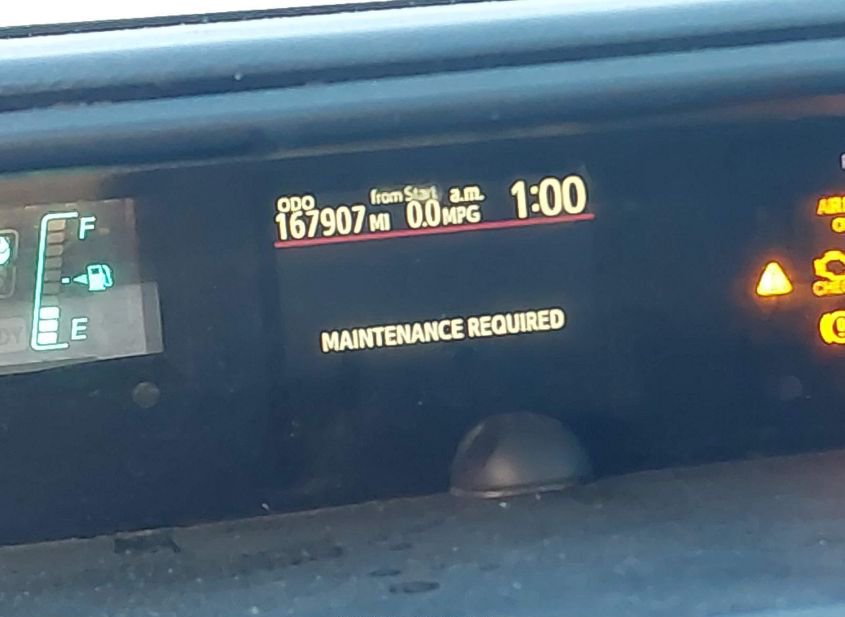 ODO from Start a.m. 1:00
167907 MI 0.0 MPG
F
E
MAINTENANCE REQUIRED